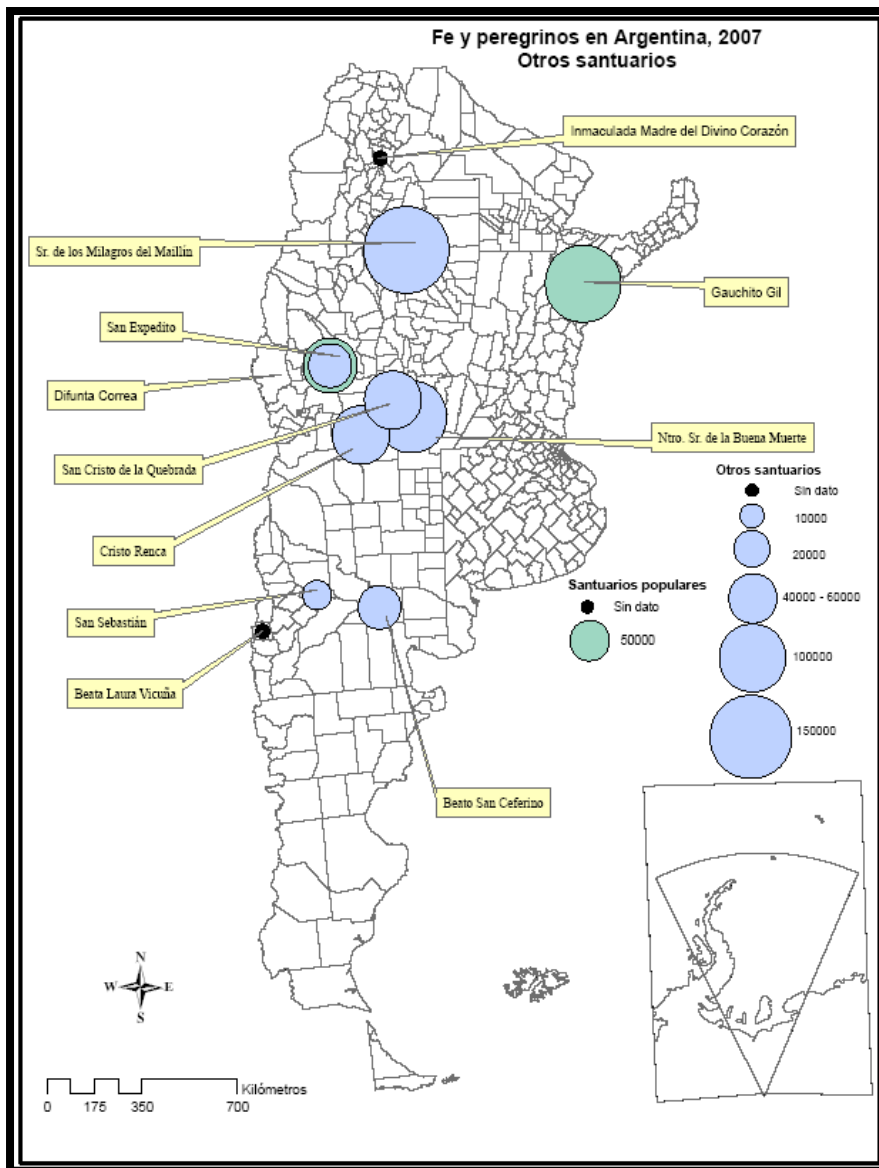 Fe y peregrinos en Argentina, 2007
Otros santuarios
Inmaculada Madre del Divino Corazón
Sr. de los Milagros del Maillín
Gauchito Gil
San Expedito
Difunta Correa
Ntro. Sr. de la Buena Muerte
San Cristo de la Quebrada
Cristo Renca
San Sebastián
Beata Laura Vicuña
Beato San Ceferino
Otros santuarios
Sin dato
10000
20000
40000 - 60000
100000
150000
Santuarios populares
Sin dato
50000
N
W E
S
Kilómetros
0 175 350 700